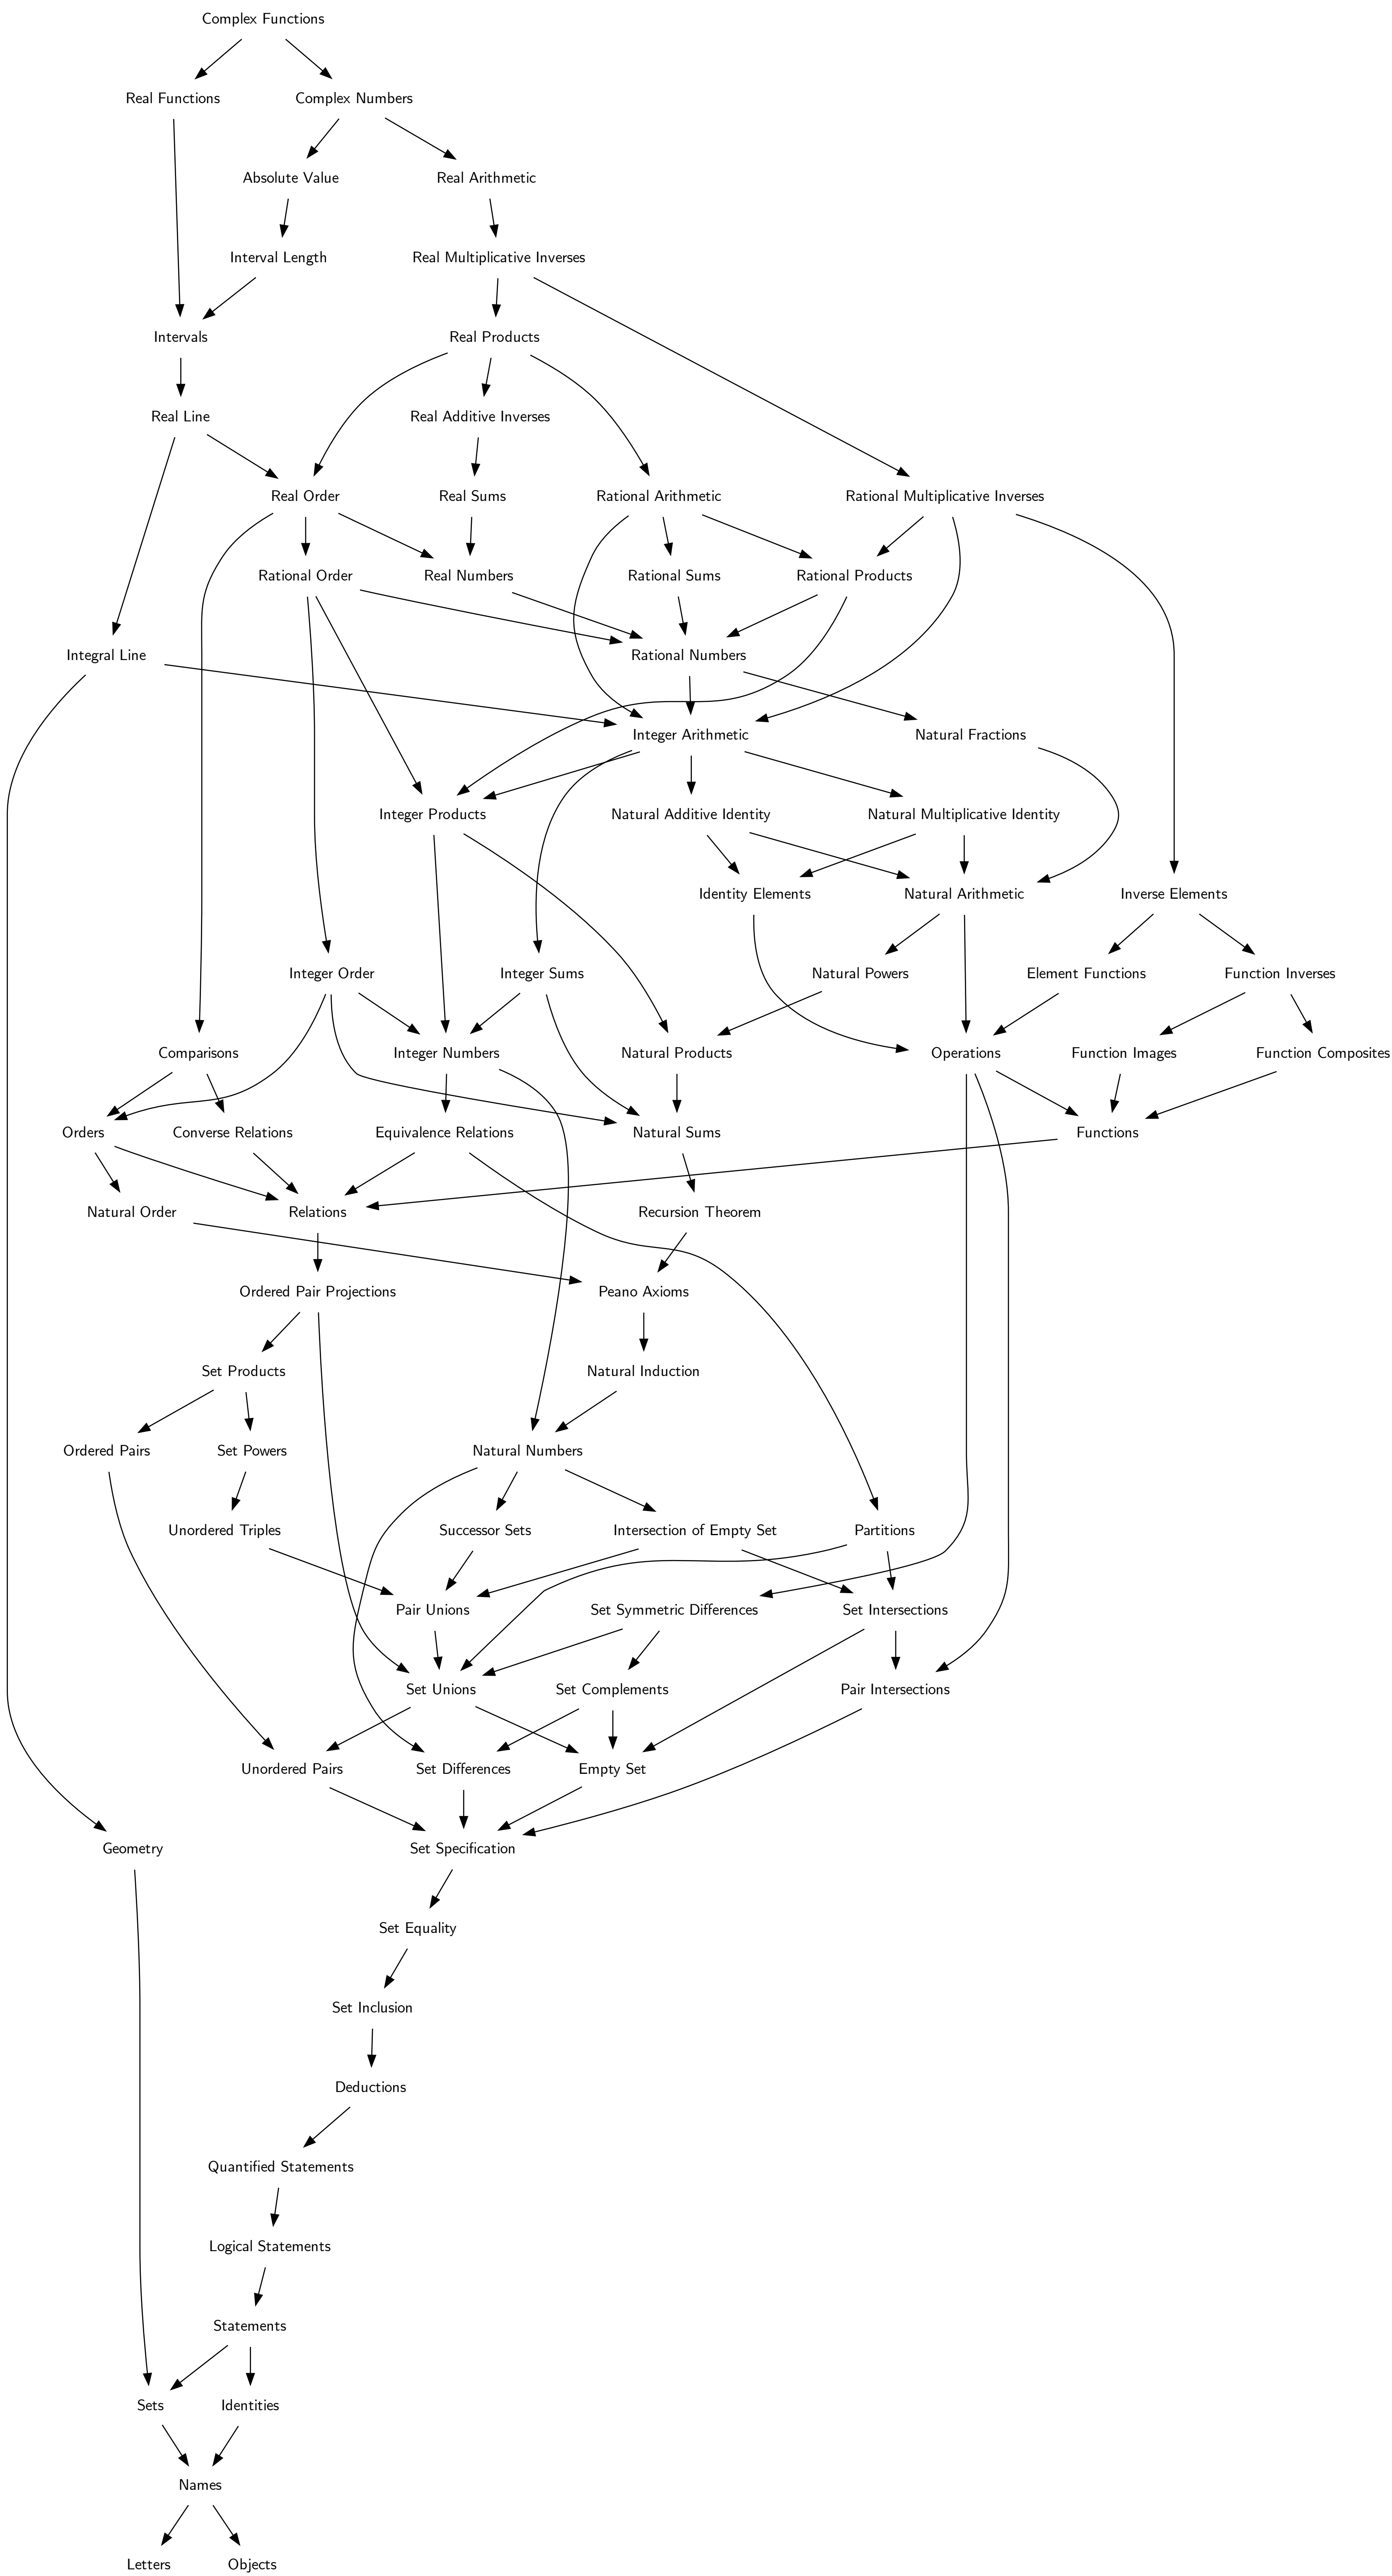 Complex Functions
Real Functions
Complex Numbers
Absolute Value
Real Arithmetic
Interval Length
Real Multiplicative Inverses
Intervals
Real Products
Real Line
Real Additive Inverses
Real Order
Real Sums
Rational Arithmetic
Rational Multiplicative Inverses
Rational Order
Real Numbers
Rational Sums
Rational Products
Integral Line
Rational Numbers
Integer Arithmetic
Natural Fractions
Integer Products
Natural Additive Identity
Natural Multiplicative Identity
Identity Elements
Natural Arithmetic
Inverse Elements
Integer Order
Integer Sums
Natural Powers
Element Functions
Function Inverses
Comparisons
Integer Numbers
Natural Products
Operations
Function Images
Function Composites
Orders
Converse Relations
Equivalence Relations
Natural Sums
Functions
Natural Order
Relations
Recursion Theorem
Ordered Pair Projections
Peano Axioms
Set Products
Natural Induction
Ordered Pairs
Set Powers
Natural Numbers
Unordered Triples
Successor Sets
Intersection of Empty Set
Partitions
Pair Unions
Set Symmetric Differences
Set Intersections
Set Unions
Set Complements
Pair Intersections
Unordered Pairs
Set Differences
Empty Set
Geometry
Set Specification
Set Equality
Set Inclusion
Deductions
Quantified Statements
Logical Statements
Statements
Sets
Identities
Names
Letters
Objects